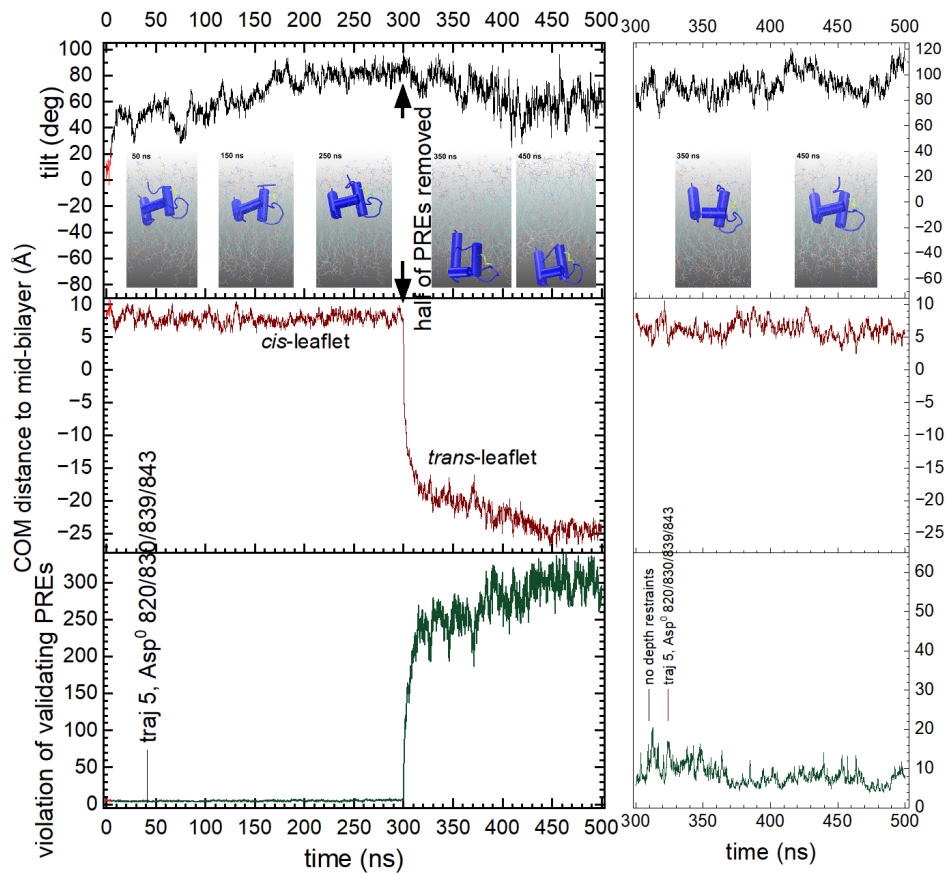 0 50 100 150 200 250 300 350 400 450 500
300 350 400 450 500
tilt (deg)
100
80
60
40
20
0
−20
−40
−60
−80
50 ns
150 ns
250 ns
350 ns
450 ns
half of PREs removed
350 ns
450 ns
120
100
80
60
40
20
0
−20
−40
−60
COM distance to mid-bilayer (Å)
10
5
0
−5
−10
−15
−20
−25
cis-leaflet
trans-leaflet
10
5
0
−5
−10
−15
−20
−25
violation of validating PREs
300
250
200
150
100
50
0
traj 5, Asp⁰ 820/830/839/843
no depth restraints
traj 5, Asp⁰ 820/830/839/843
60
50
40
30
20
10
0
0 50 100 150 200 250 300 350 400 450 500
time (ns)
300 350 400 450 500
time (ns)